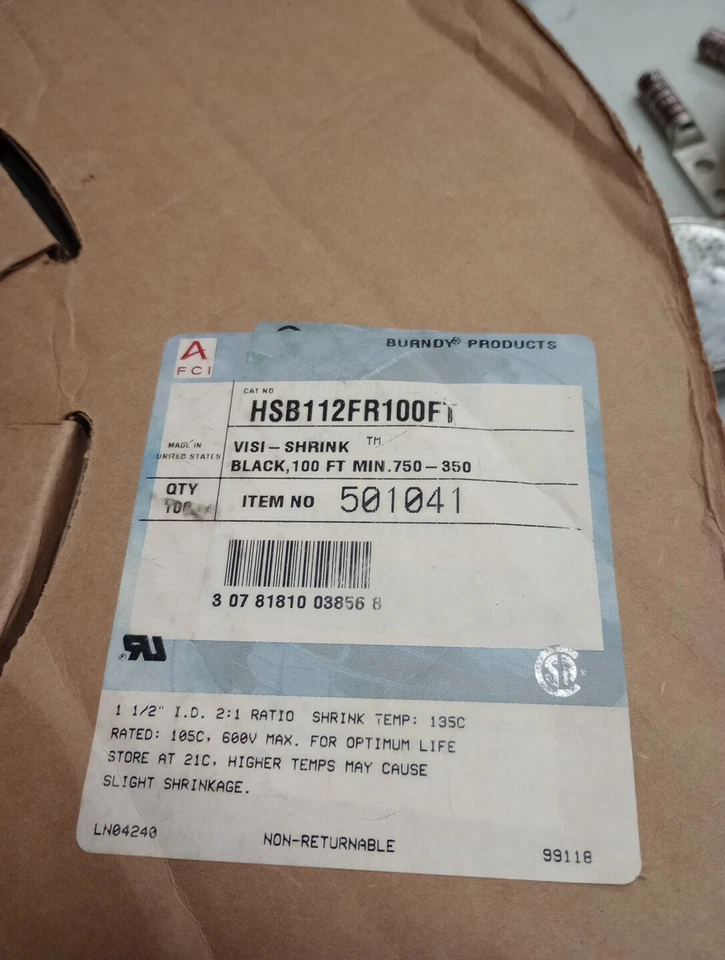 BURNDY® PRODUCTS
A
FCI
CAT NO
HSB112FR100FT
MADE IN
UNITED STATES
VISI-SHRINK ™
BLACK, 100 FT MIN. 750-350
QTY
100
ITEM NO 501041
3 07 81810 03856 8
RU®
CSA®
1 1/2" I.D. 2:1 RATIO SHRINK TEMP: 135C
RATED: 105C, 600V MAX. FOR OPTIMUM LIFE
STORE AT 21C, HIGHER TEMPS MAY CAUSE
SLIGHT SHRINKAGE.
LN04240 NON-RETURNABLE 99118